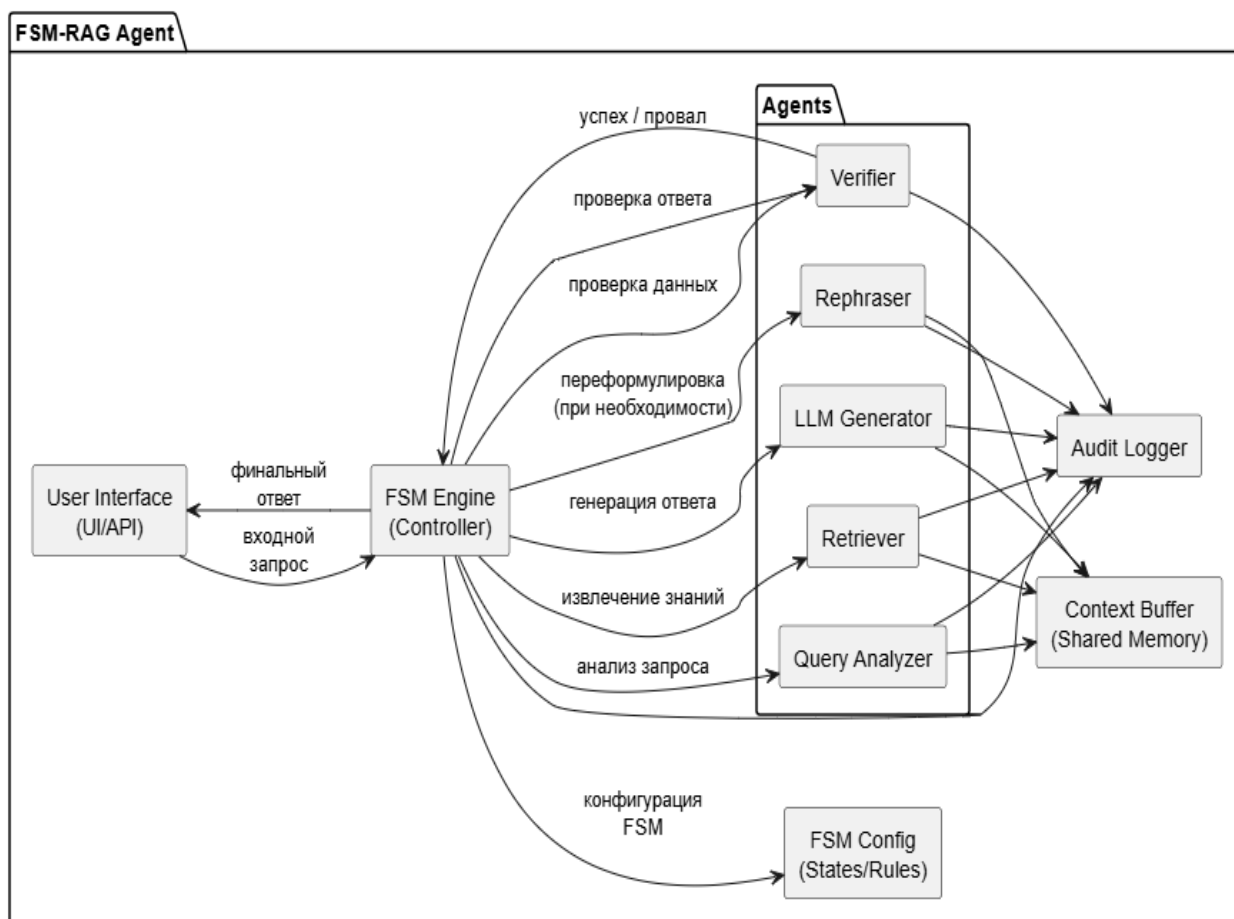 FSM-RAG Agent
Agents
успех / провал
Verifier
проверка ответа
проверка данных
Rephraser
переформулировка
(при необходимости)
LLM Generator
Audit Logger
User Interface
(UI/API)
финальный
ответ
входной
запрос
FSM Engine
(Controller)
генерация ответа
Retriever
извлечение знаний
Context Buffer
(Shared Memory)
анализ запроса
Query Analyzer
конфигурация
FSM
FSM Config
(States/Rules)